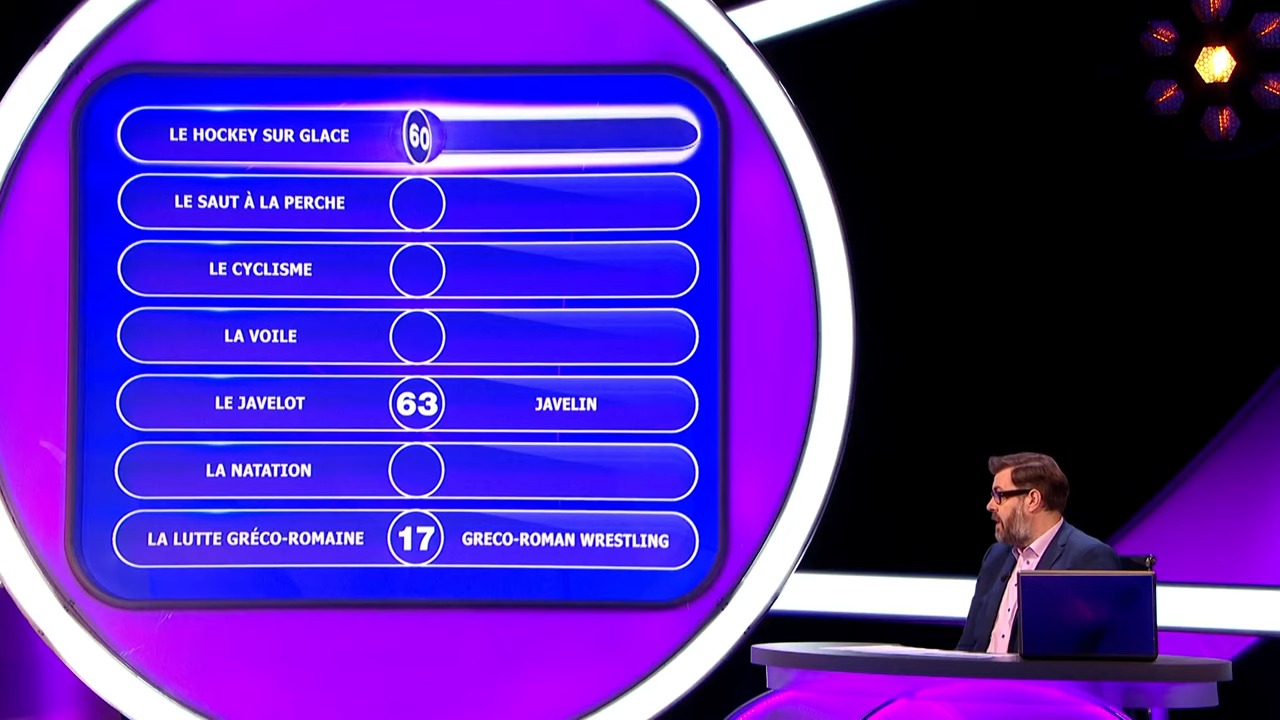 LE HOCKEY SUR GLACE 60
LE SAUT À LA PERCHE
LE CYCLISME
LA VOILE
LE JAVELOT 63 JAVELIN
LA NATATION
LA LUTTE GRÉCO-ROMAINE 17 GRECO-ROMAN WRESTLING